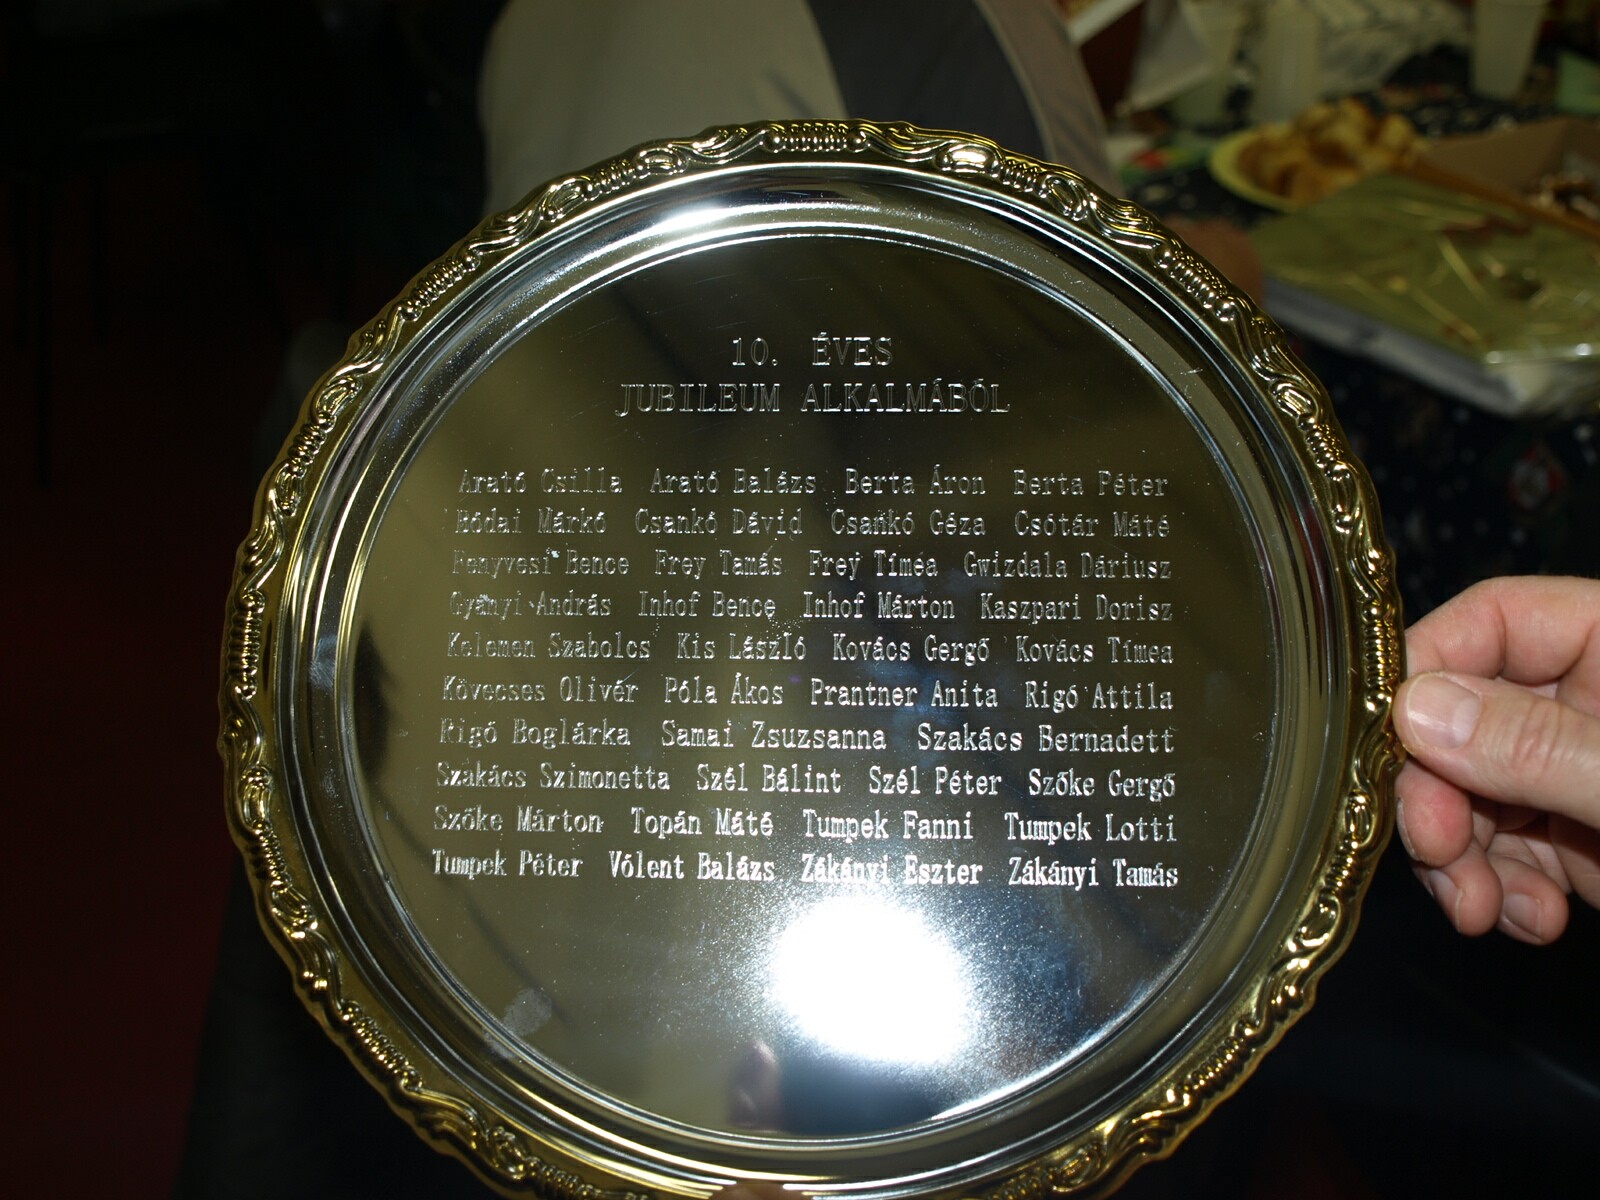 10. ÉVES
JUBILEUM ALKALMÁBÓL
Arató Csilla Arató Balázs Berta Áron Berta Péter
Bódai Márkó Csankó Dávid Csankó Géza Csótár Máté
Fenyvesi Bence Frey Tamás Frey Tímea Gwizdala Dáriusz
Gyányi András Inhof Bence Inhof Márton Kaszpari Dorisz
Kelemen Szabolcs Kis László Kovács Gergő Kovács Tímea
Kövecses Olivér Póla Ákos Prantner Anita Rigó Attila
Rigó Boglárka Samai Zsuzsanna Szakács Bernadett
Szakács Szimonetta Szél Bálint Szél Péter Szőke Gergő
Szőke Márton Topán Máté Tumpek Fanni Tumpek Lotti
Tumpek Péter Vólent Balázs Zákányi Eszter Zákányi Tamás